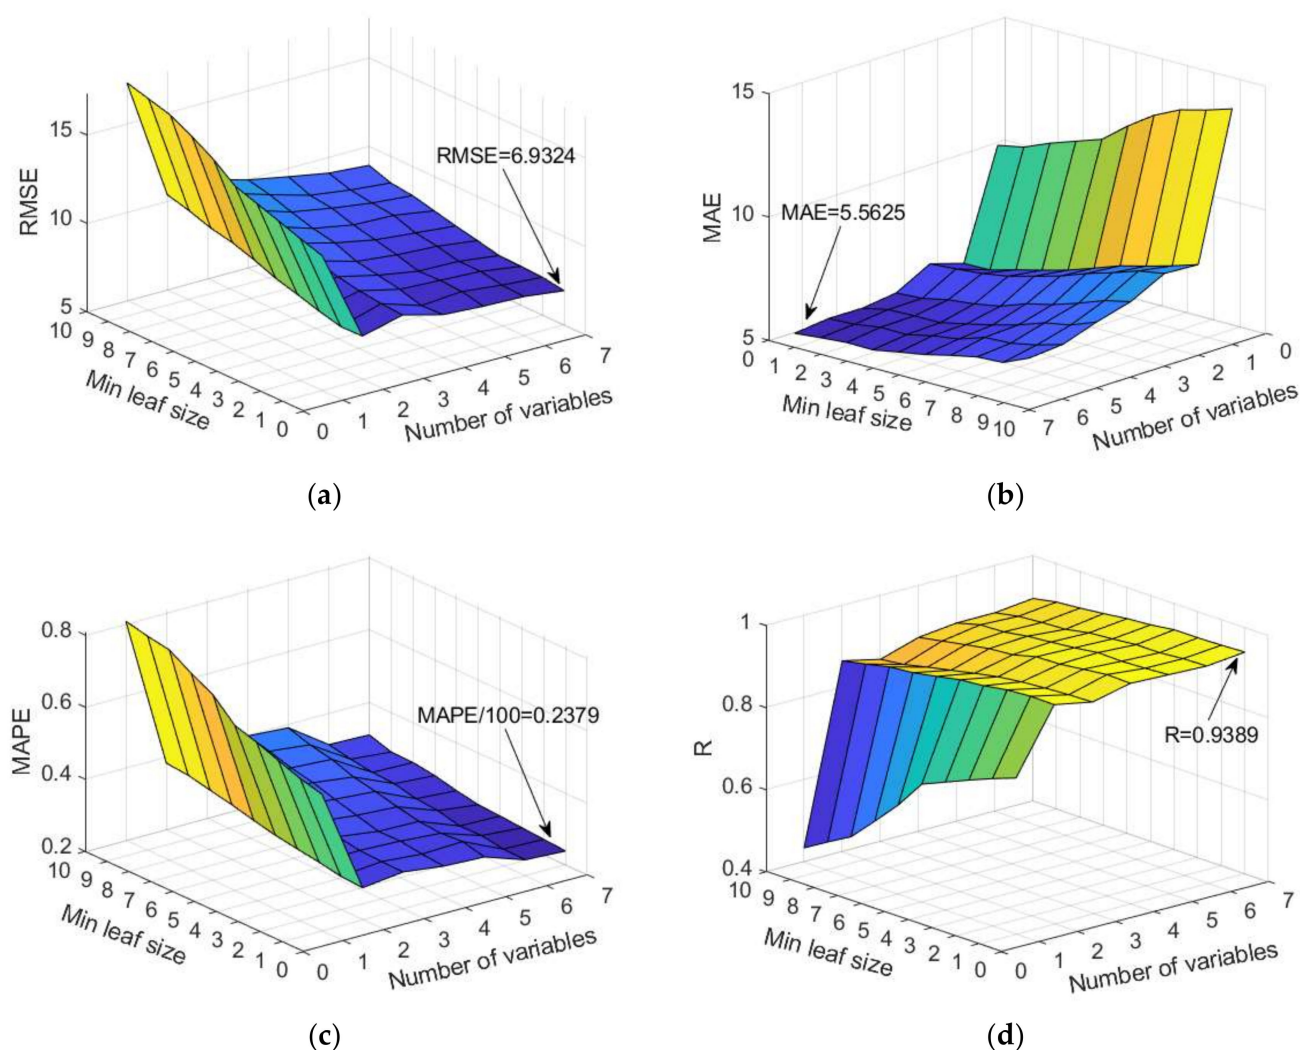 15
10
5
RMSE
RMSE=6.9324
10 9 8 7 6 5 4 3 2 1 0
Min leaf size
0 1 2 3 4 5 6 7
Number of variables
(a)
15
10
5
MAE
MAE=5.5625
0 1 2 3 4 5 6 7 8 9 10
Min leaf size
7 6 5 4 3 2 1 0
Number of variables
(b)
0.8
0.6
0.4
0.2
MAPE
MAPE/100=0.2379
10 9 8 7 6 5 4 3 2 1 0
Min leaf size
0 1 2 3 4 5 6 7
Number of variables
(c)
1
0.8
0.6
0.4
R
R=0.9389
10 9 8 7 6 5 4 3 2 1 0
Min leaf size
0 1 2 3 4 5 6 7
Number of variables
(d)